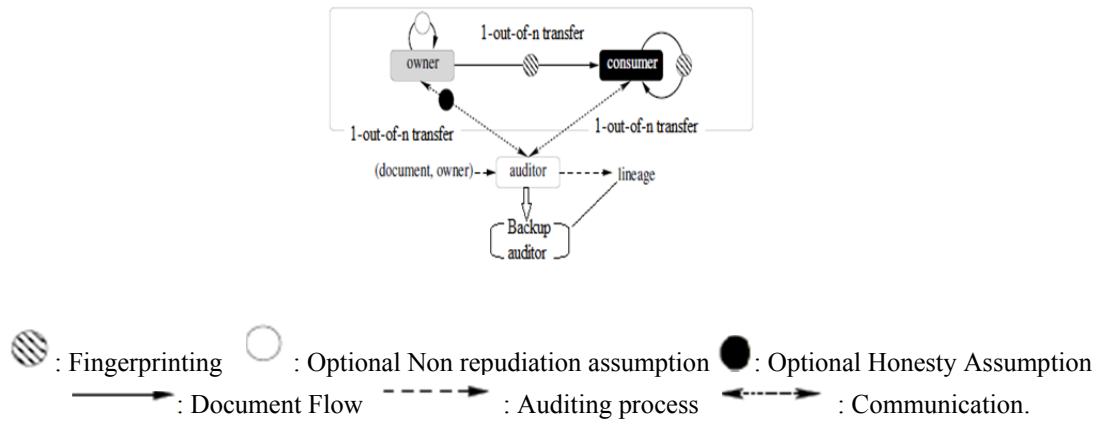 1-out-of-n transfer
owner
consumer
1-out-of-n transfer
1-out-of-n transfer
(document, owner)
auditor
lineage
Backup
auditor
: Fingerprinting : Optional Non repudiation assumption : Optional Honesty Assumption
: Document Flow : Auditing process : Communication.